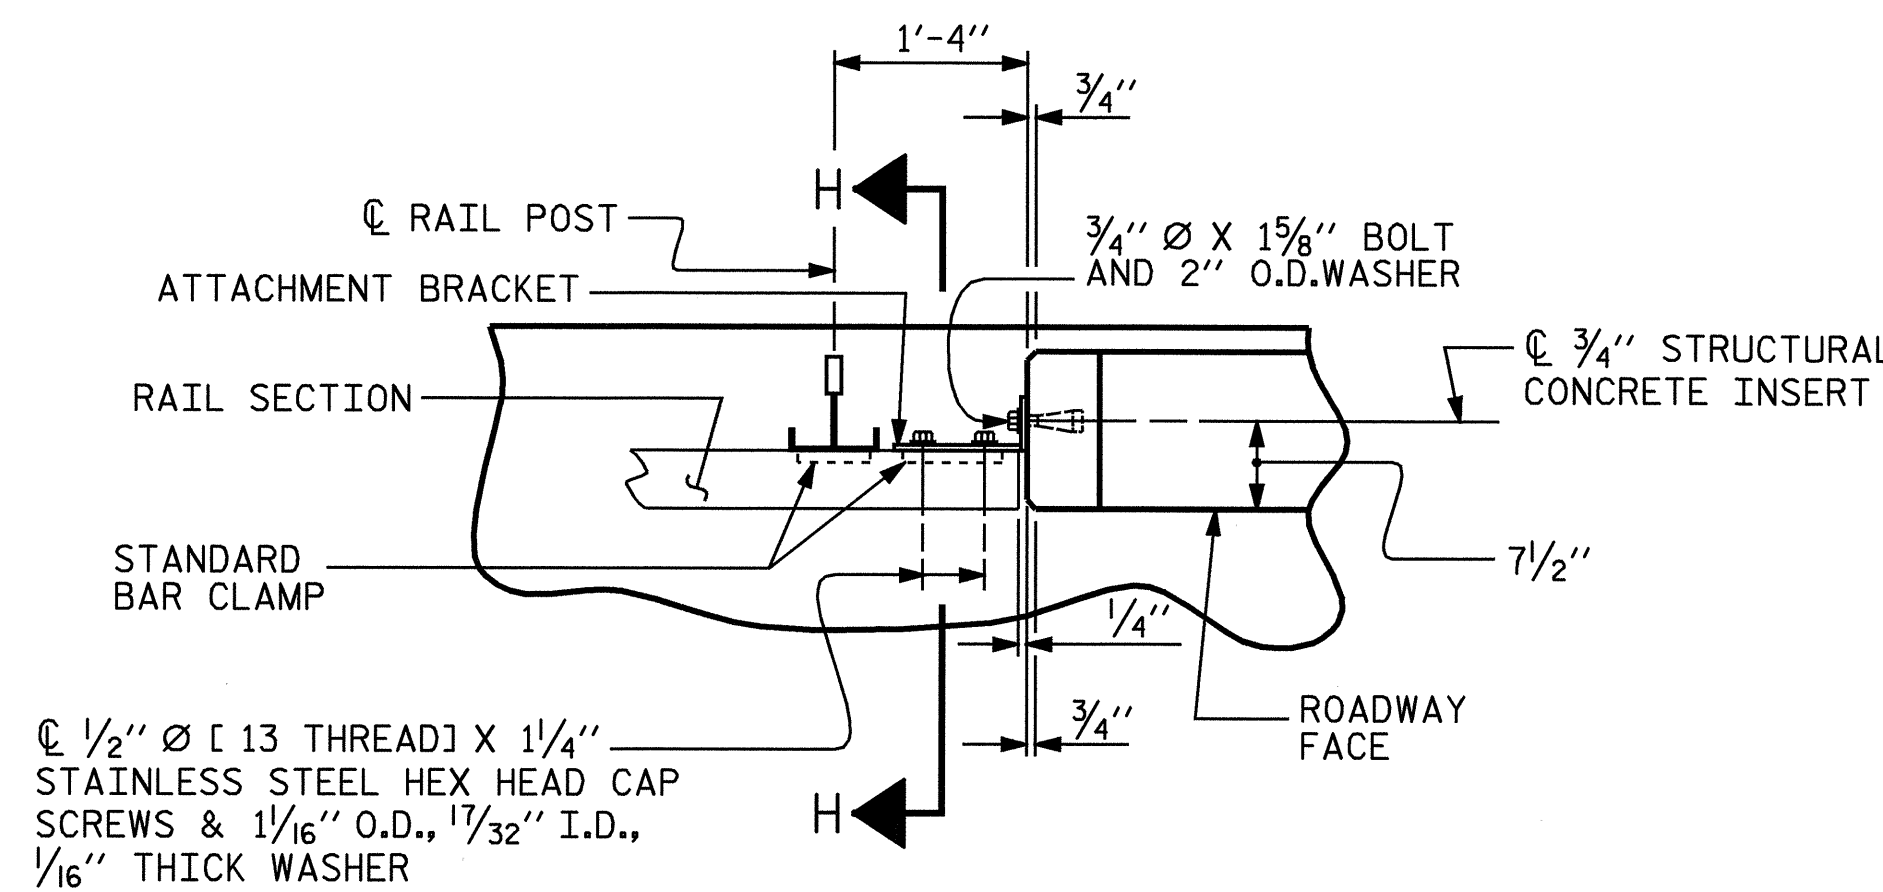 1'-4"
3/4"
H
℄ RAIL POST
3/4" Ø X 1 5/8" BOLT
AND 2" O.D. WASHER
ATTACHMENT BRACKET
℄ 3/4" STRUCTURAL
CONCRETE INSERT
RAIL SECTION
STANDARD
BAR CLAMP
7 1/2"
1/4"
ROADWAY
FACE
3/4"
℄ 1/2" Ø [ 13 THREAD] X 1 1/4"
STAINLESS STEEL HEX HEAD CAP
SCREWS & 1 1/16" O.D., 17/32" I.D.,
1/16" THICK WASHER
H